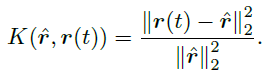 K(r̂, r(t)) = ‖r(t) − r̂‖₂² / ‖r̂‖₂².